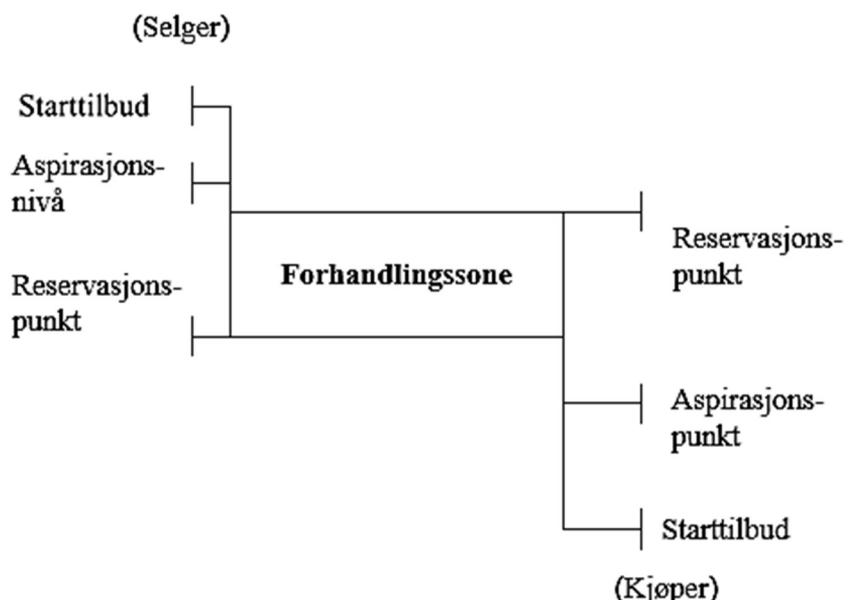 (Selger)
Starttilbud
Aspirasjons-
nivå
Reservasjons-
punkt
Forhandlingssone
Reservasjons-
punkt
Aspirasjons-
punkt
Starttilbud
(Kjøper)